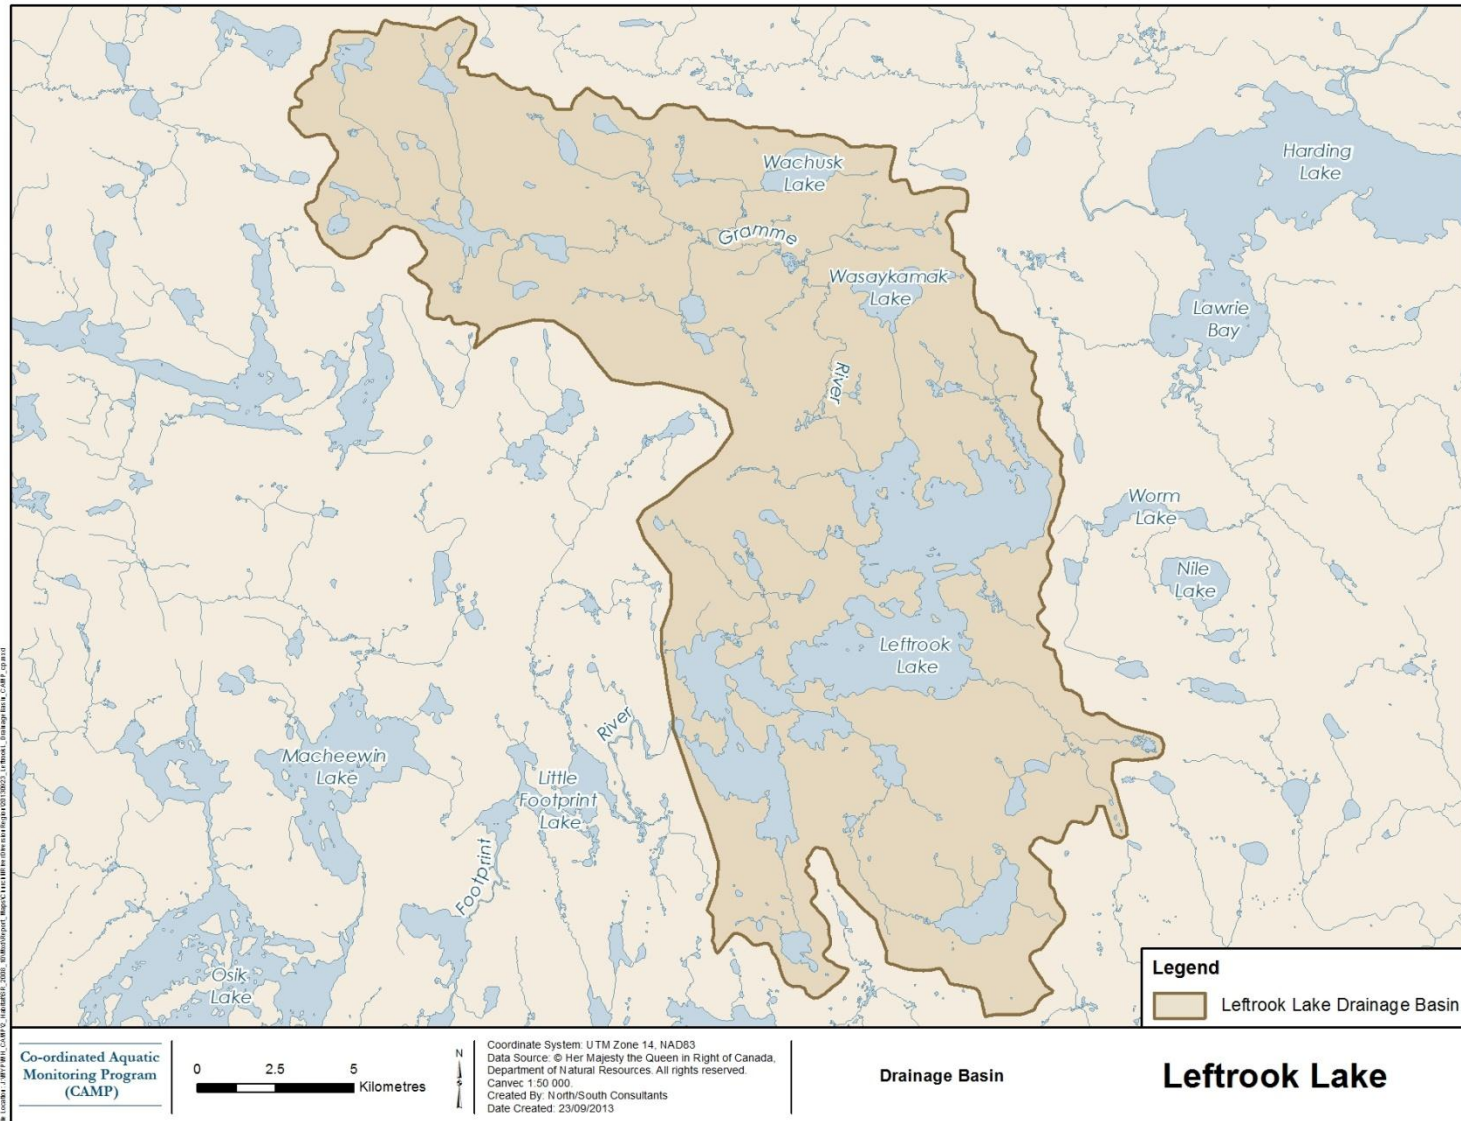 Wachusk
Lake
Harding
Lake
Gramme
Wasaykamak
Lake
Lawrie
Bay
River
Worm
Lake
Nile
Lake
Leftrook
Lake
River
Macheewin
Lake
Little
Footprint
Lake
Footprint
Osik
Lake
Legend
Leftrook Lake Drainage Basin
Co-ordinated Aquatic
Monitoring Program
(CAMP)
0 2.5 5
Kilometres
N
S
Coordinate System: UTM Zone 14, NAD83
Data Source: © Her Majesty the Queen in Right of Canada,
Department of Natural Resources. All rights reserved.
Canvec 1:50 000.
Created By: North/South Consultants
Date Created: 23/09/2013
Drainage Basin
Leftrook Lake